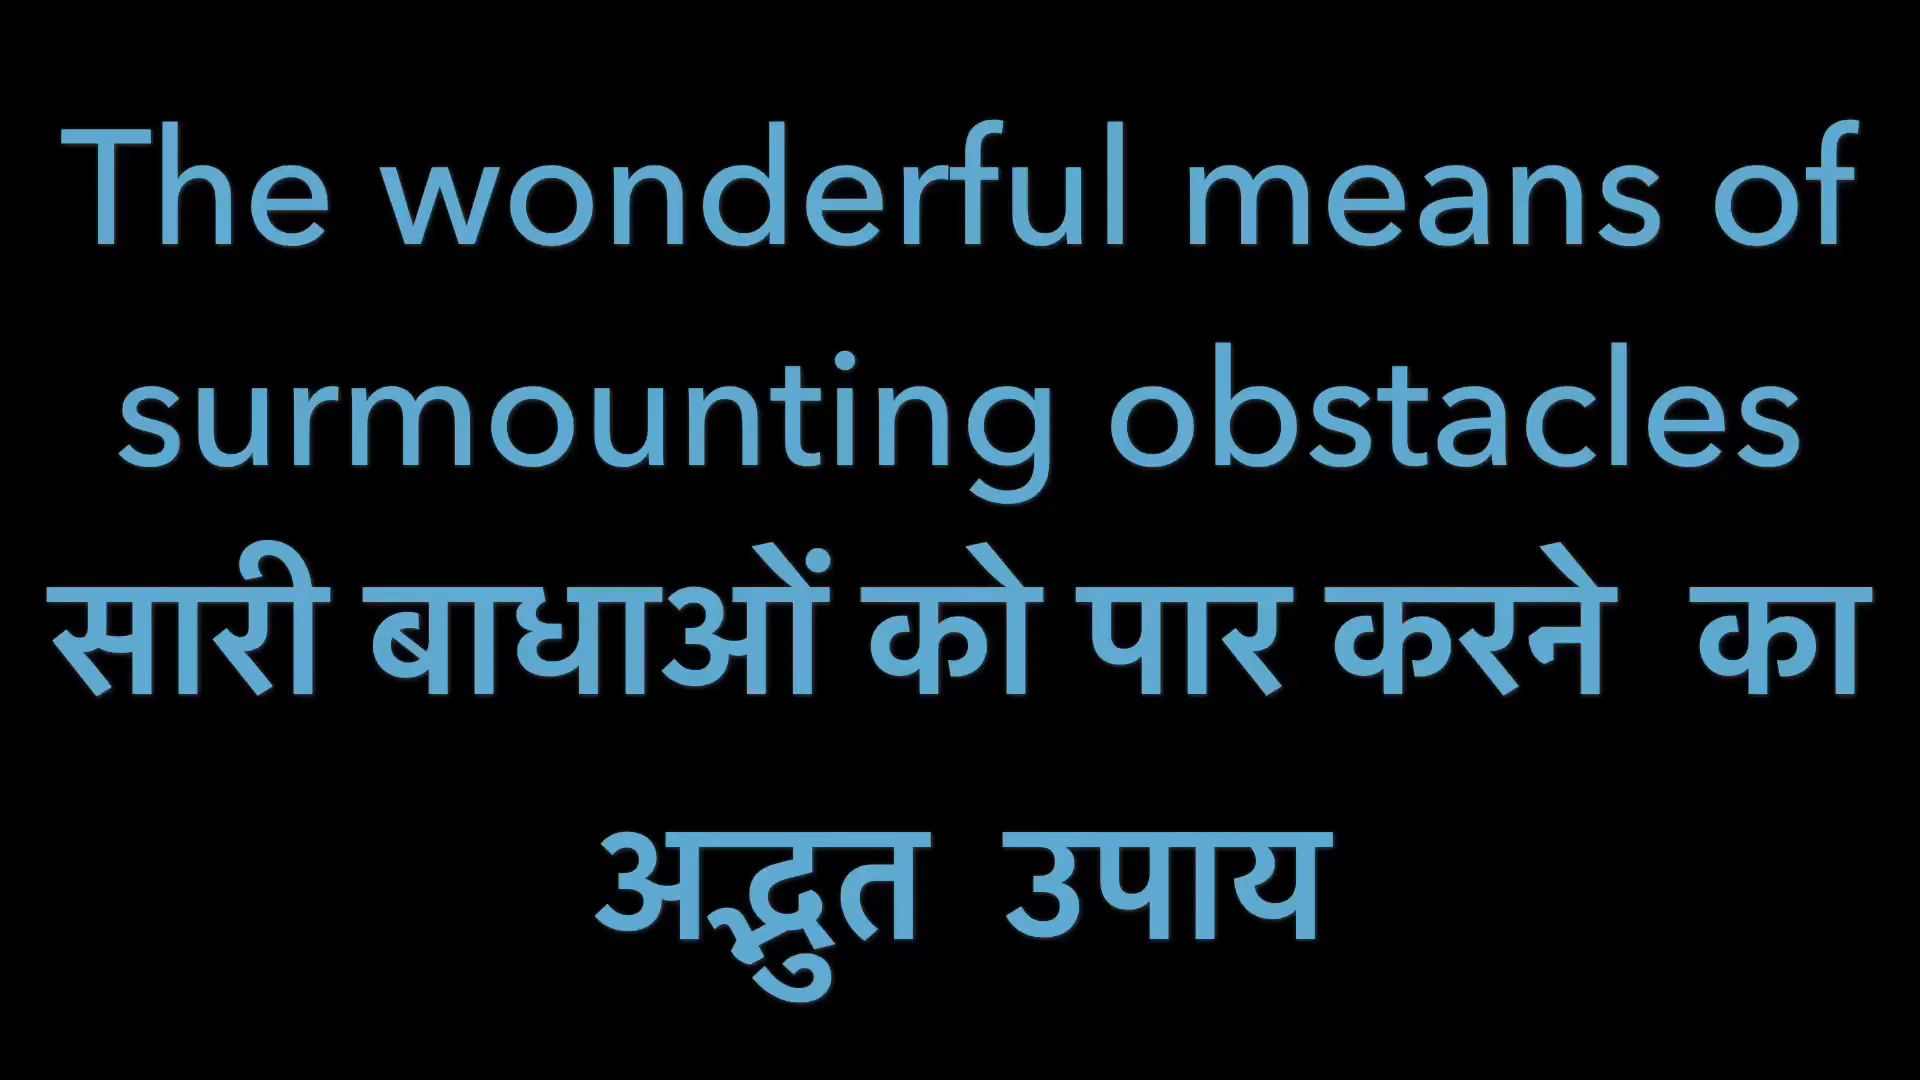 The wonderful means of
surmounting obstacles
सारी बाधाओं को पार करने का
अद्भुत उपाय